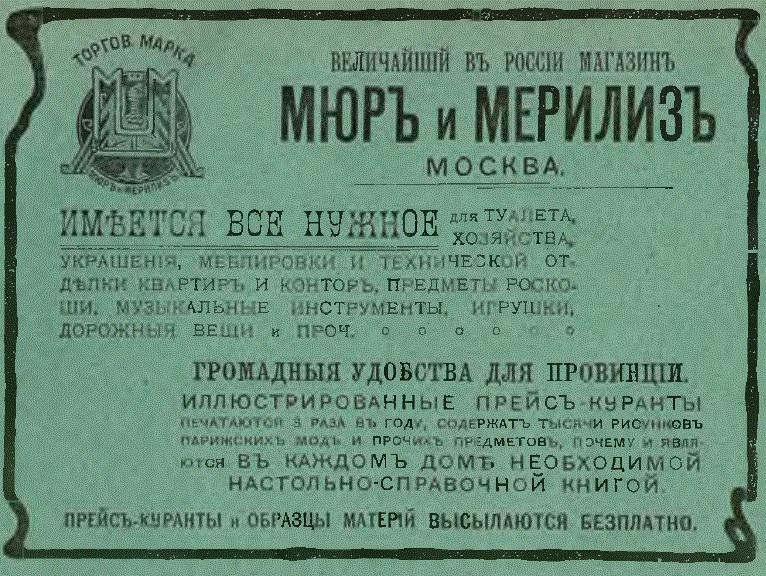 ТОРГОВ. МАРКА
МЮРЪ и МЕРИЛИЗЪ
ВЕЛИЧАЙШІЙ ВЪ РОССІИ МАГАЗИНЪ
МЮРЪ и МЕРИЛИЗЪ
МОСКВА.
ИМѢЕТСЯ ВСЕ НУЖНОЕ для ТУАЛЕТА,
ХОЗЯЙСТВА,
УКРАШЕНІЯ, МЕБЛИРОВКИ И ТЕХНИЧЕСКОЙ ОТ-
ДѢЛКИ КВАРТИРЪ И КОНТОРЪ, ПРЕДМЕТЫ РОСКО-
ШИ, МУЗЫКАЛЬНЫЕ ИНСТРУМЕНТЫ, ИГРУШКИ,
ДОРОЖНЫЯ ВЕЩИ и ПРОЧ.
ГРОМАДНЫЯ УДОБСТВА ДЛЯ ПРОВИНЦІИ.
ИЛЛЮСТРИРОВАННЫЕ ПРЕЙСЪ-КУРАНТЫ
ПЕЧАТАЮТСЯ 3 РАЗА ВЪ ГОДУ, СОДЕРЖАТЪ ТЫСЯЧИ РИСУНКОВЪ
ПАРИЖСКИХЪ МОДЪ И ПРОЧИХЪ ПРЕДМЕТОВЪ, ПОЧЕМУ И ЯВЛЯ-
ЮТСЯ ВЪ КАЖДОМЪ ДОМѢ НЕОБХОДИМОЙ
НАСТОЛЬНО-СПРАВОЧНОЙ КНИГОЙ.
ПРЕЙСЪ-КУРАНТЫ и ОБРАЗЦЫ МАТЕРІЙ ВЫСЫЛАЮТСЯ БЕЗПЛАТНО.